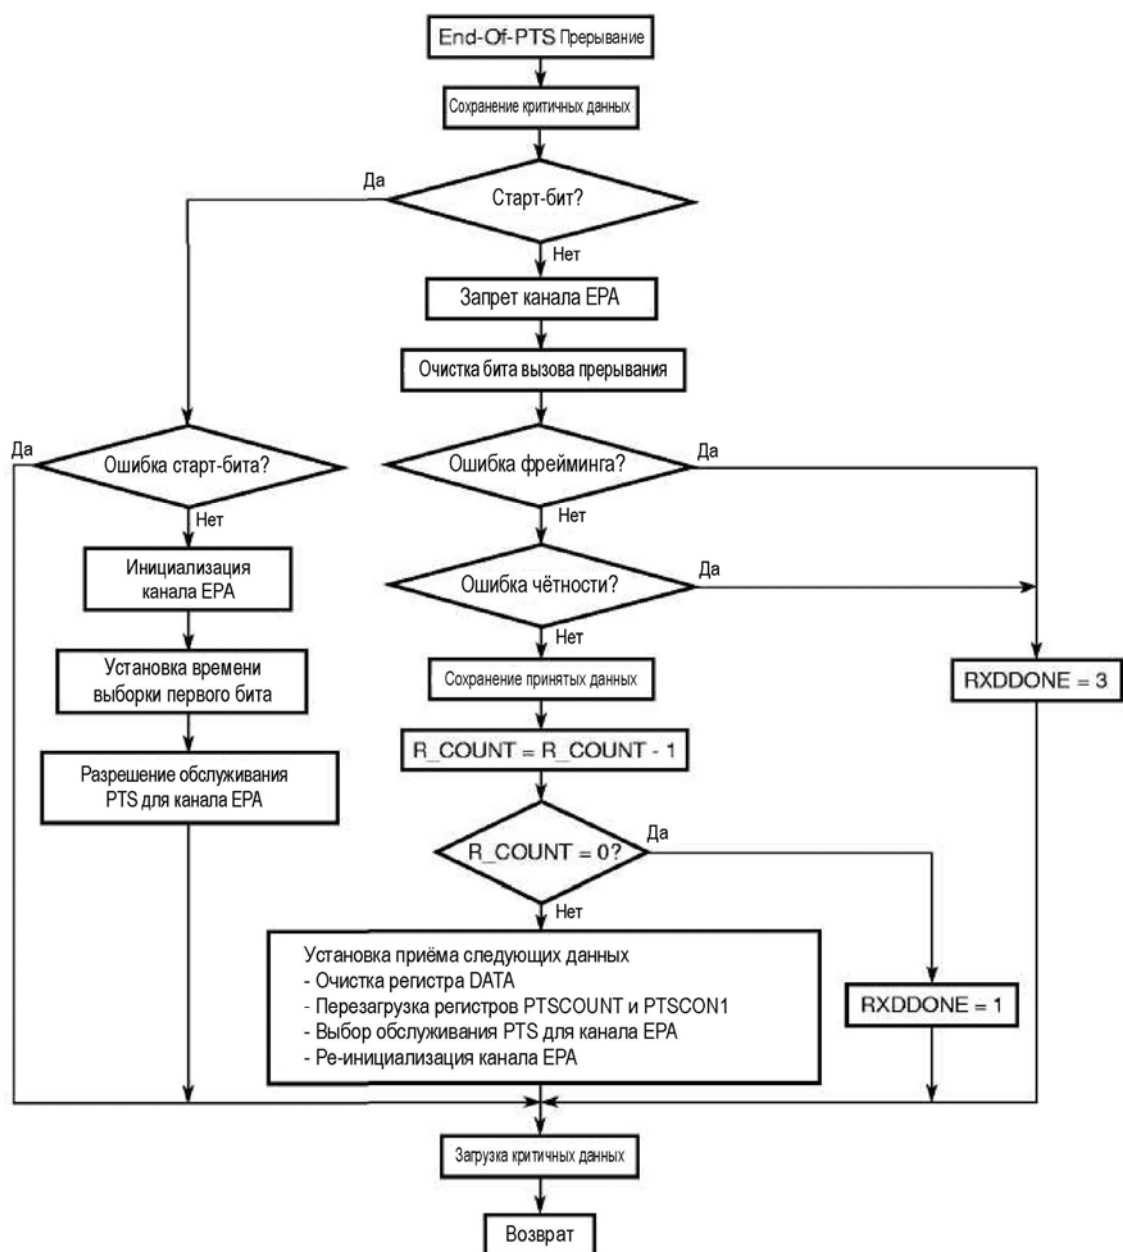 End-Of-PTS Прерывание
Сохранение критичных данных
Да
Старт-бит?
Нет
Запрет канала EPA
Очистка бита вызова прерывания
Да
Ошибка старт-бита?
Нет
Инициализация
канала EPA
Установка времени
выборки первого бита
Разрешение обслуживания
PTS для канала EPA
Ошибка фрейминга?
Да
Нет
Ошибка чётности?
Да
Нет
RXDDONE = 3
Сохранение принятых данных
R_COUNT = R_COUNT - 1
R_COUNT = 0?
Да
Нет
Установка приёма следующих данных
- Очистка регистра DATA
- Перезагрузка регистров PTSCOUNT и PTSCON1
- Выбор обслуживания PTS для канала EPA
- Ре-инициализация канала EPA
RXDDONE = 1
Загрузка критичных данных
Возврат